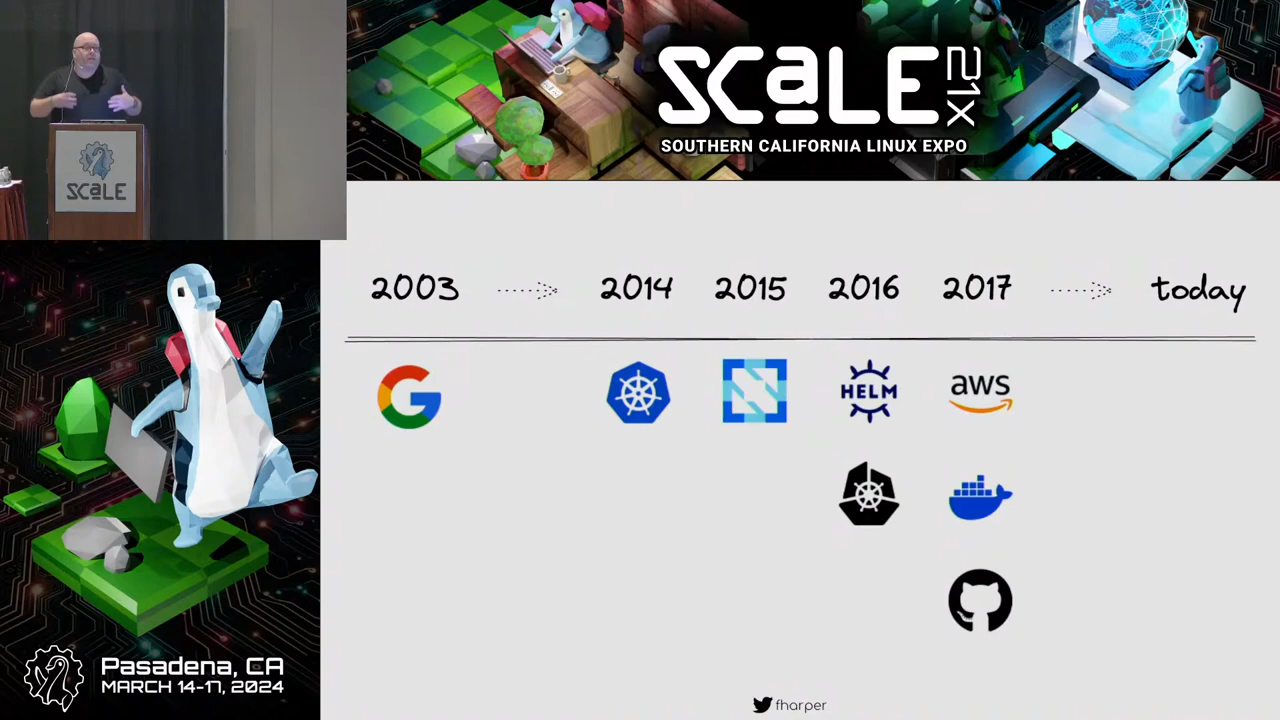 SCALE
SCALE 21X
SOUTHERN CALIFORNIA LINUX EXPO
2003 2014 2015 2016 2017 today
G HELM aws
fharper
Pasadena, CA
MARCH 14-17, 2024